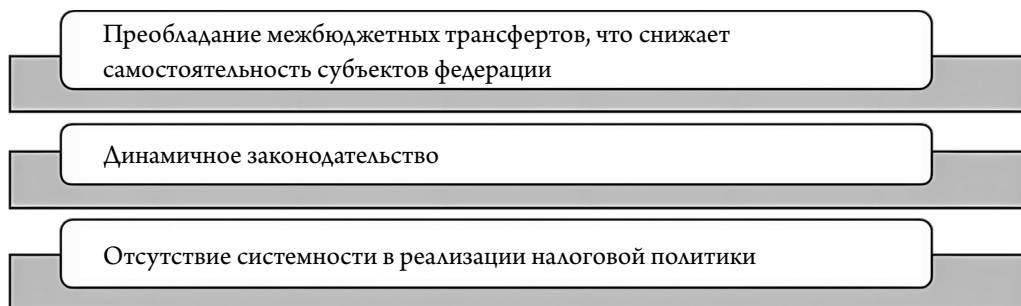 Преобладание межбюджетных трансфертов, что снижает
самостоятельность субъектов федерации
Динамичное законодательство
Отсутствие системности в реализации налоговой политики